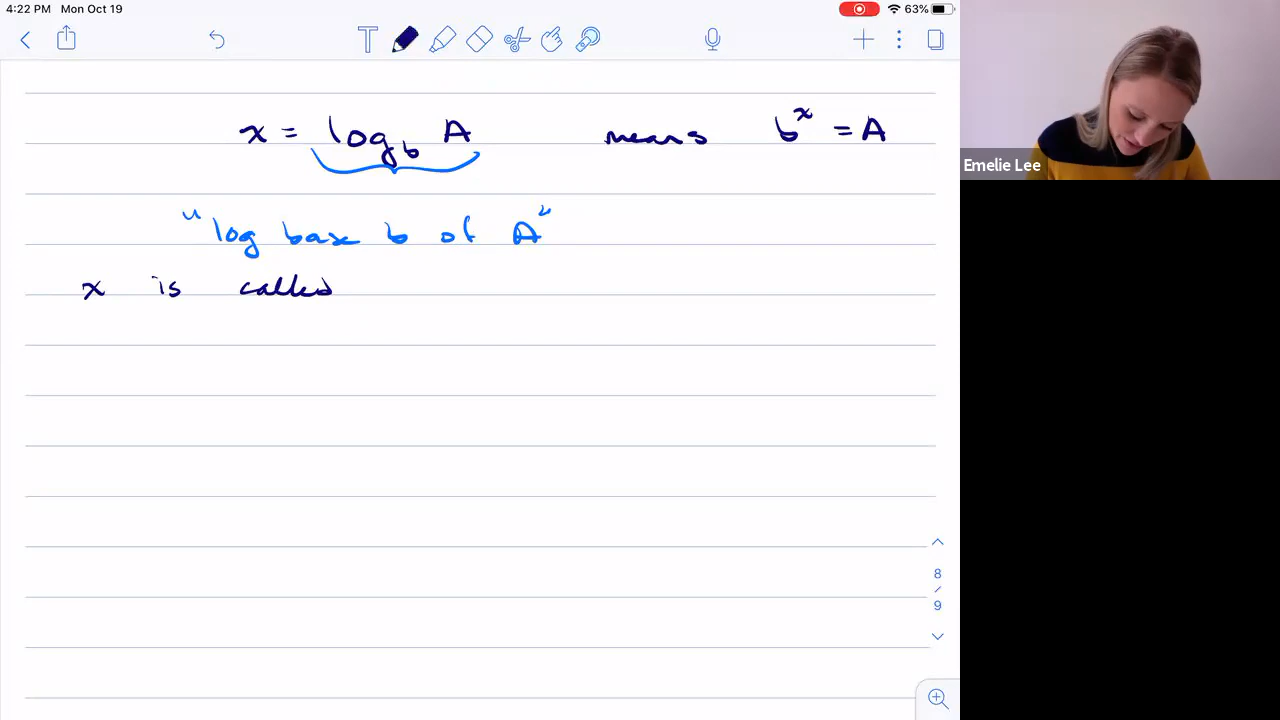 4:22 PM Mon Oct 19
63%
T
x = log_b A means b^x = A
Emelie Lee
"log base b of A"
x is called
8
/
9